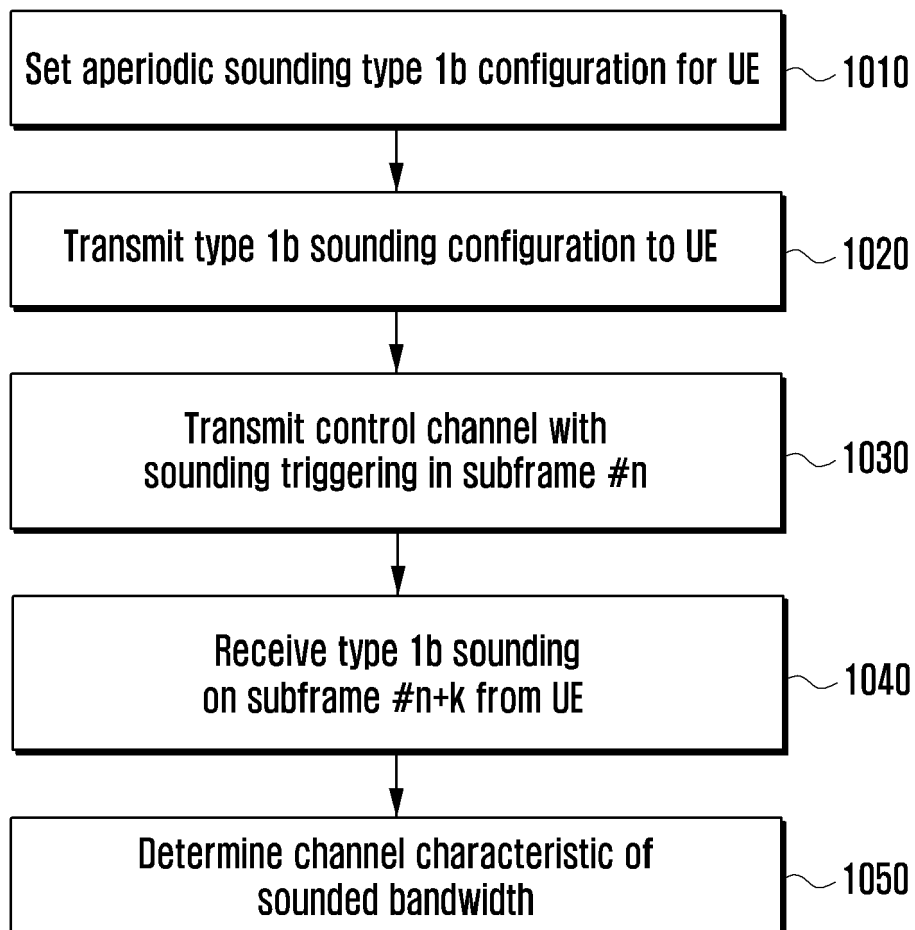 Set aperiodic sounding type 1b configuration for UE
1010
Transmit type 1b sounding configuration to UE
1020
Transmit control channel with
sounding triggering in subframe #n
1030
Receive type 1b sounding
on subframe #n+k from UE
1040
Determine channel characteristic of
sounded bandwidth
1050